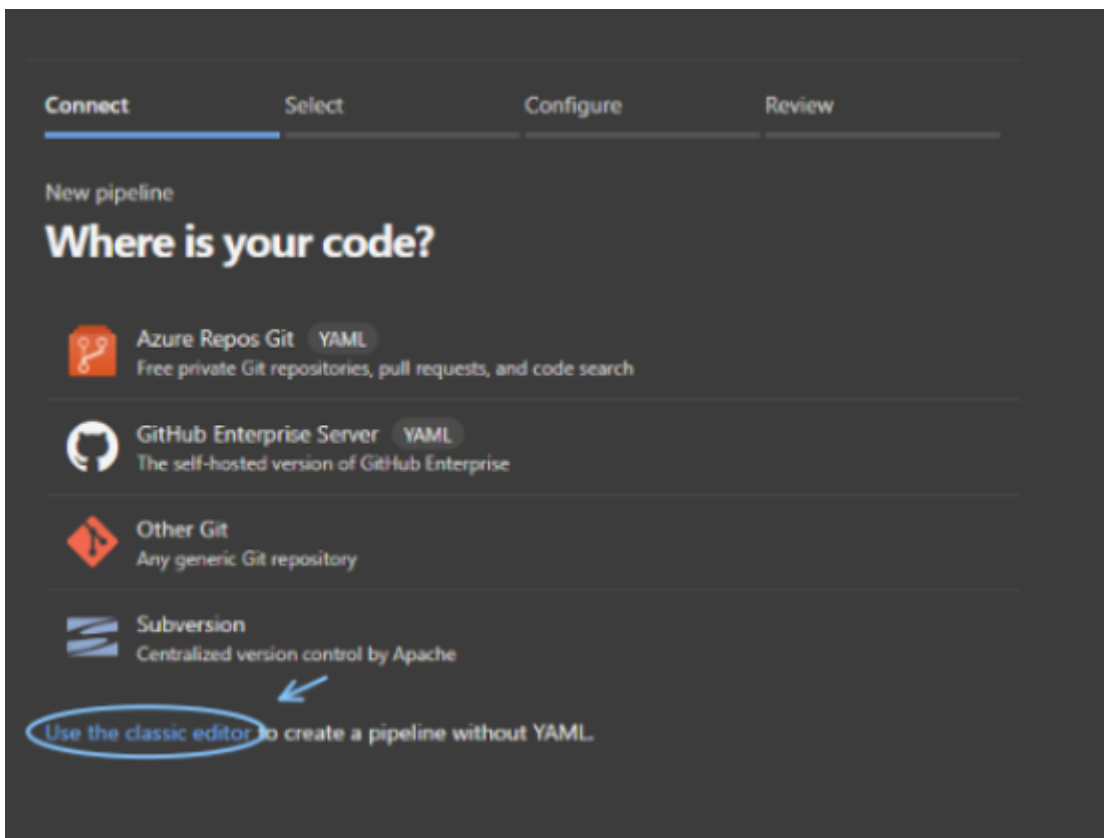 Connect Select Configure Review
New pipeline
Where is your code?
Azure Repos Git YAML
Free private Git repositories, pull requests, and code search
GitHub Enterprise Server YAML
The self-hosted version of GitHub Enterprise
Other Git
Any generic Git repository
Subversion
Centralized version control by Apache
Use the classic editor to create a pipeline without YAML.